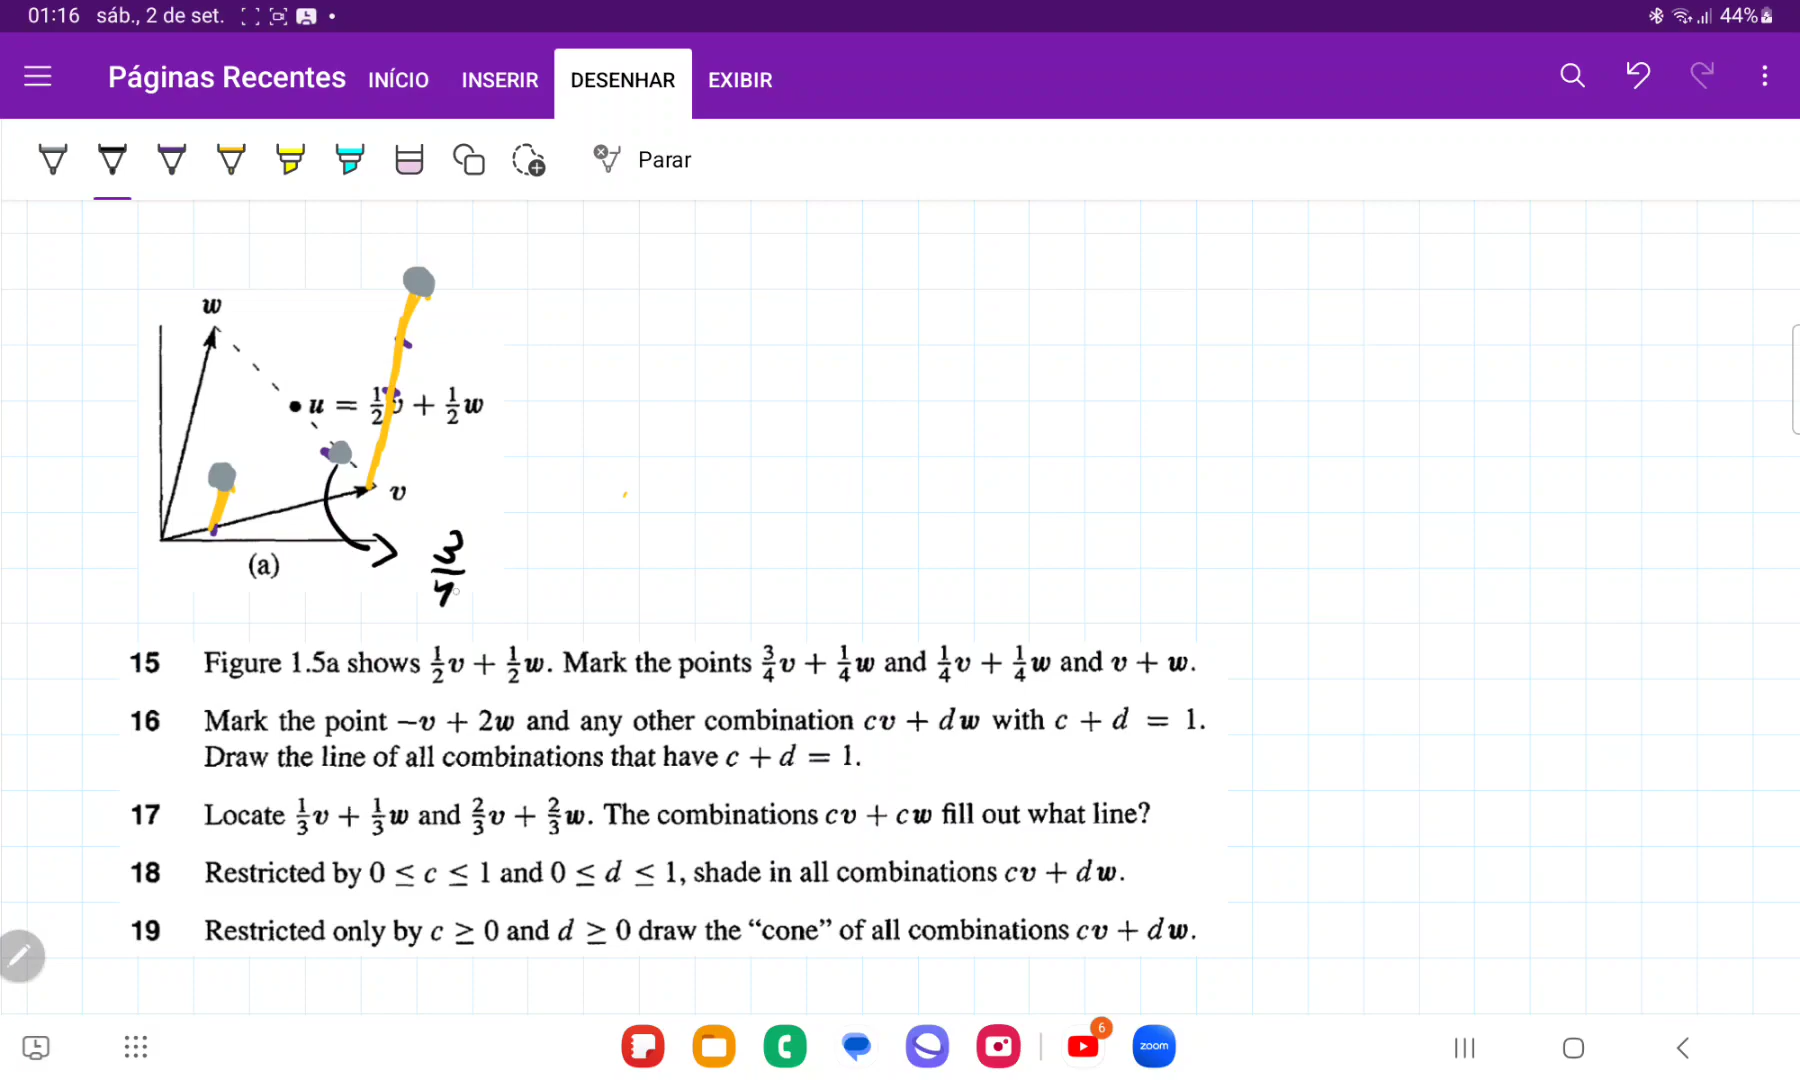 01:16 sáb., 2 de set. 44%
Páginas Recentes INÍCIO INSERIR DESENHAR EXIBIR
Parar
w
u = 1/2 v + 1/2 w
v
(a)
3/4
15 Figure 1.5a shows 1/2 v + 1/2 w. Mark the points 3/4 v + 1/4 w and 1/4 v + 1/4 w and v + w.
16 Mark the point −v + 2w and any other combination cv + dw with c + d = 1.
Draw the line of all combinations that have c + d = 1.
17 Locate 1/3 v + 1/3 w and 2/3 v + 2/3 w. The combinations cv + cw fill out what line?
18 Restricted by 0 ≤ c ≤ 1 and 0 ≤ d ≤ 1, shade in all combinations cv + dw.
19 Restricted only by c ≥ 0 and d ≥ 0 draw the “cone” of all combinations cv + dw.
6
zoom